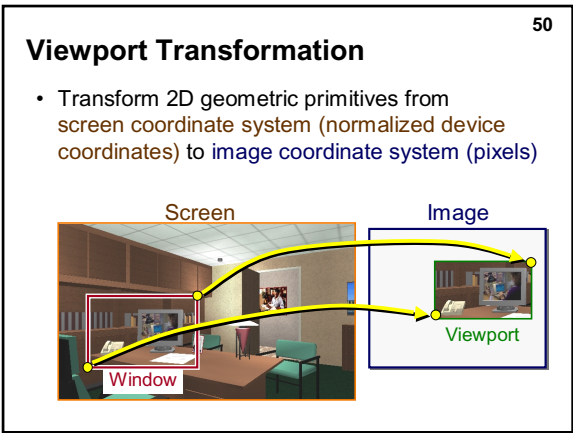 50
Viewport Transformation
• Transform 2D geometric primitives from
screen coordinate system (normalized device
coordinates) to image coordinate system (pixels)
Screen
Image
Viewport
Window